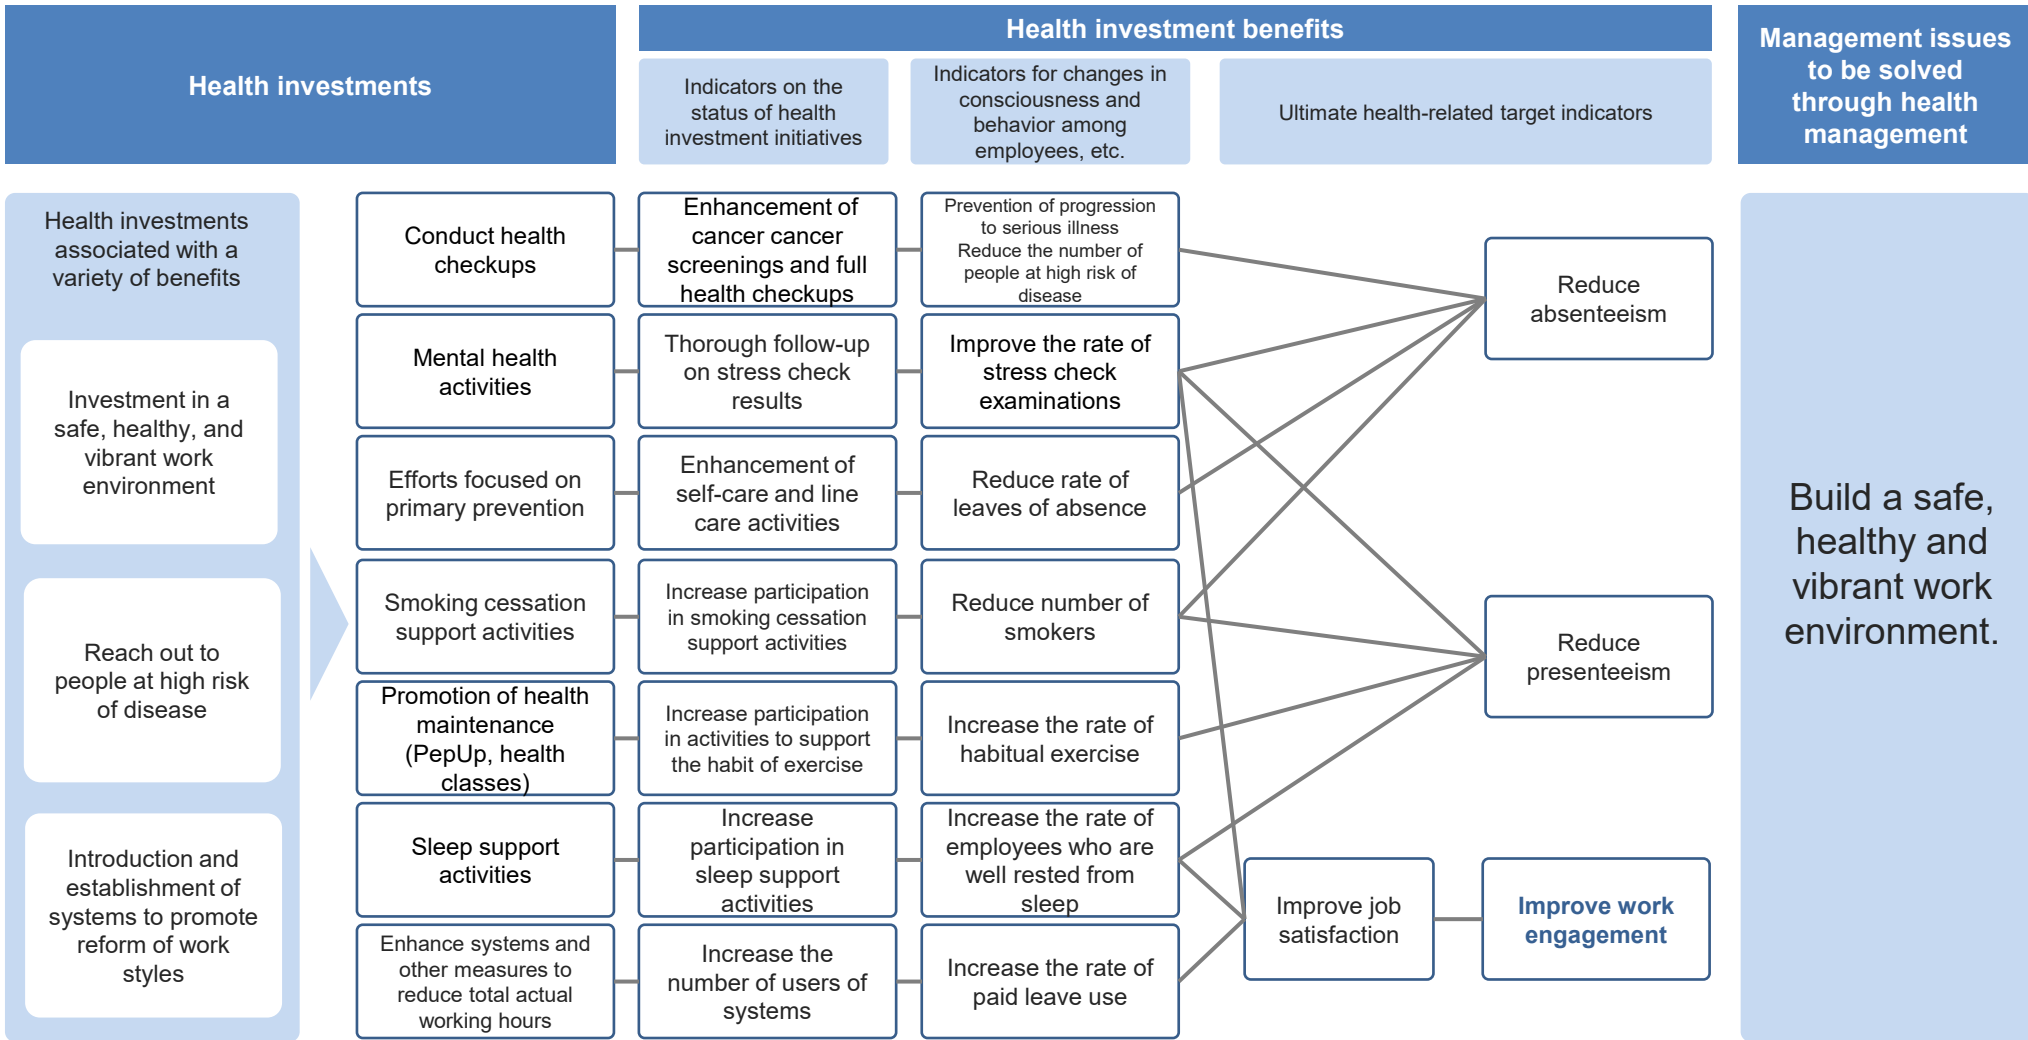 Health investments
Health investment benefits
Indicators on the
status of health
investment initiatives
Indicators for changes in
consciousness and
behavior among
employees, etc.
Ultimate health-related target indicators
Management issues
to be solved
through health
management
Health investments
associated with a
variety of benefits
Investment in a
safe, healthy, and
vibrant work
environment
Reach out to
people at high risk
of disease
Introduction and
establishment of
systems to promote
reform of work
styles
Conduct health
checkups
Enhancement of
cancer cancer
screenings and full
health checkups
Prevention of progression
to serious illness
Reduce the number of
people at high risk of
disease
Mental health
activities
Thorough follow-up
on stress check
results
Improve the rate of
stress check
examinations
Efforts focused on
primary prevention
Enhancement of
self-care and line
care activities
Reduce rate of
leaves of absence
Smoking cessation
support activities
Increase participation
in smoking cessation
support activities
Reduce number of
smokers
Promotion of health
maintenance
(PepUp, health
classes)
Increase participation
in activities to support
the habit of exercise
Increase the rate of
habitual exercise
Sleep support
activities
Increase
participation in
sleep support
activities
Increase the rate of
employees who are
well rested from
sleep
Enhance systems and
other measures to
reduce total actual
working hours
Increase the
number of users of
systems
Increase the rate of
paid leave use
Reduce
absenteeism
Reduce
presenteeism
Improve job
satisfaction
Improve work
engagement
Build a safe,
healthy and
vibrant work
environment.